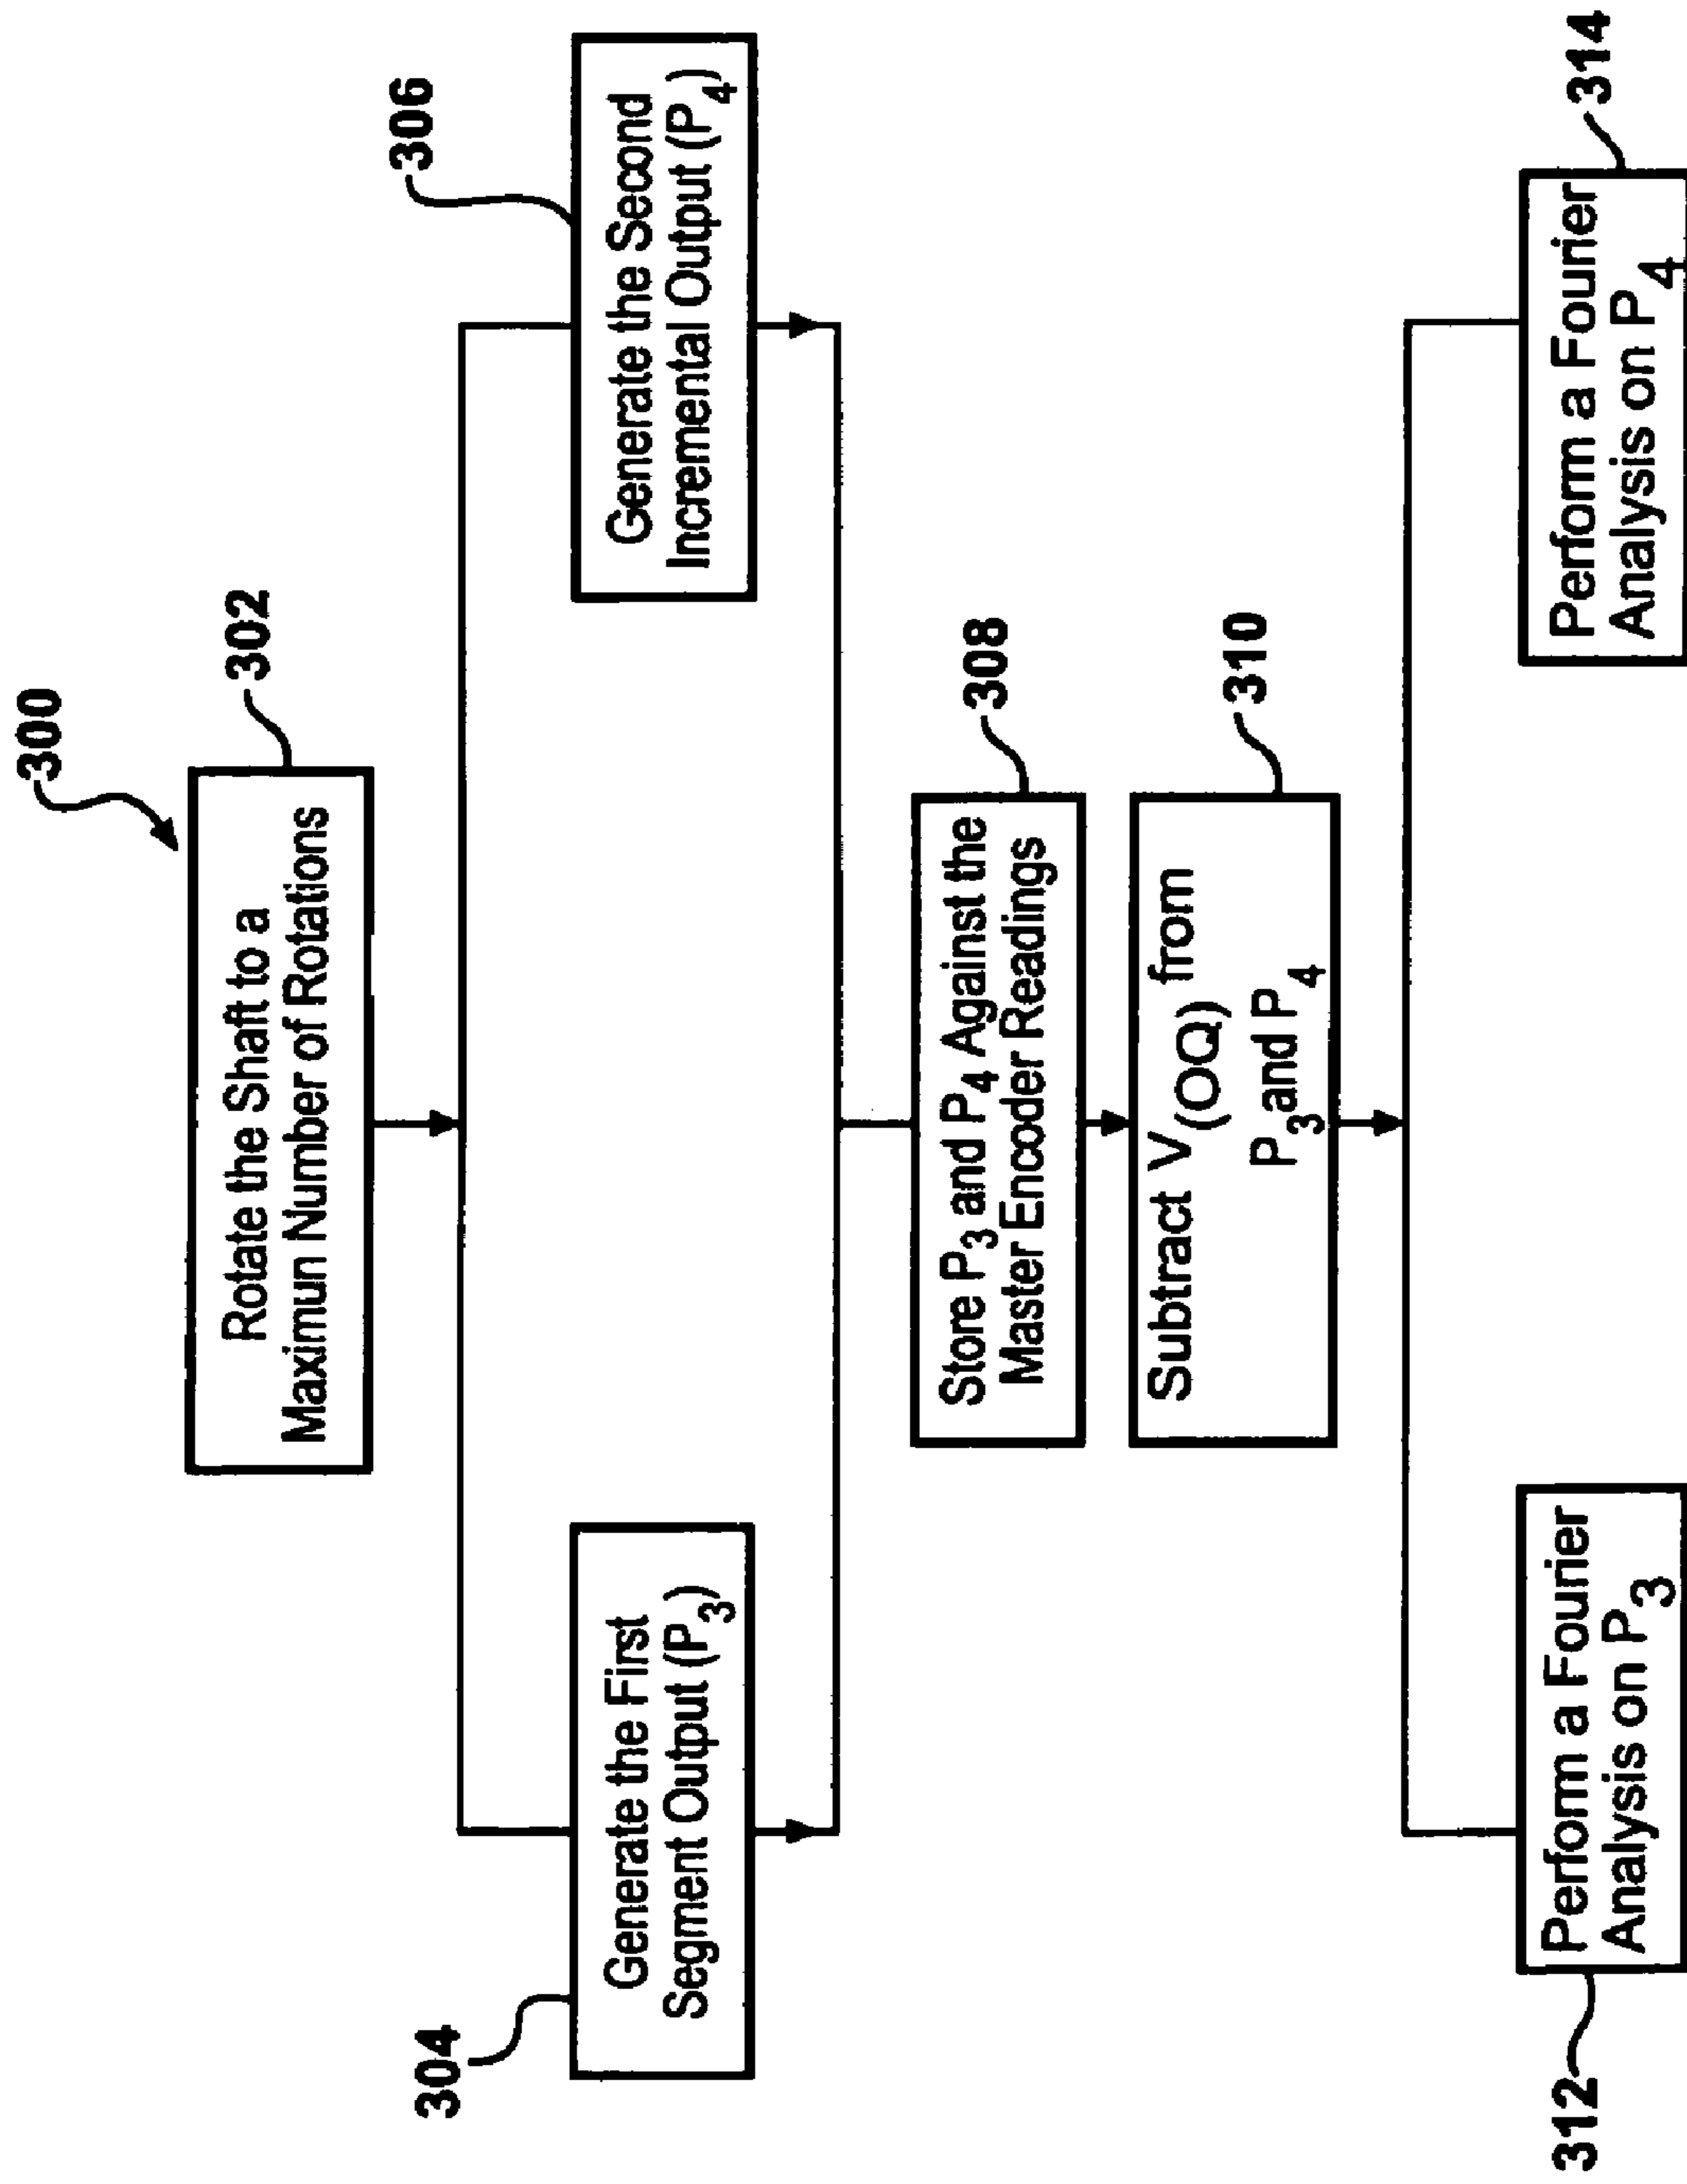 300
302
Rotate the Shaft to a
Maximun Number of Rotations
304
Generate the First
Segment Output (P3)
306
Generate the Second
Incremental Output (P4)
308
Store P3 and P4 Against the
Master Encoder Readings
310
Subtract V(OQ) from
P3 and P4
312
Perform a Fourier
Analysis on P3
314
Perform a Fourier
Analysis on P4